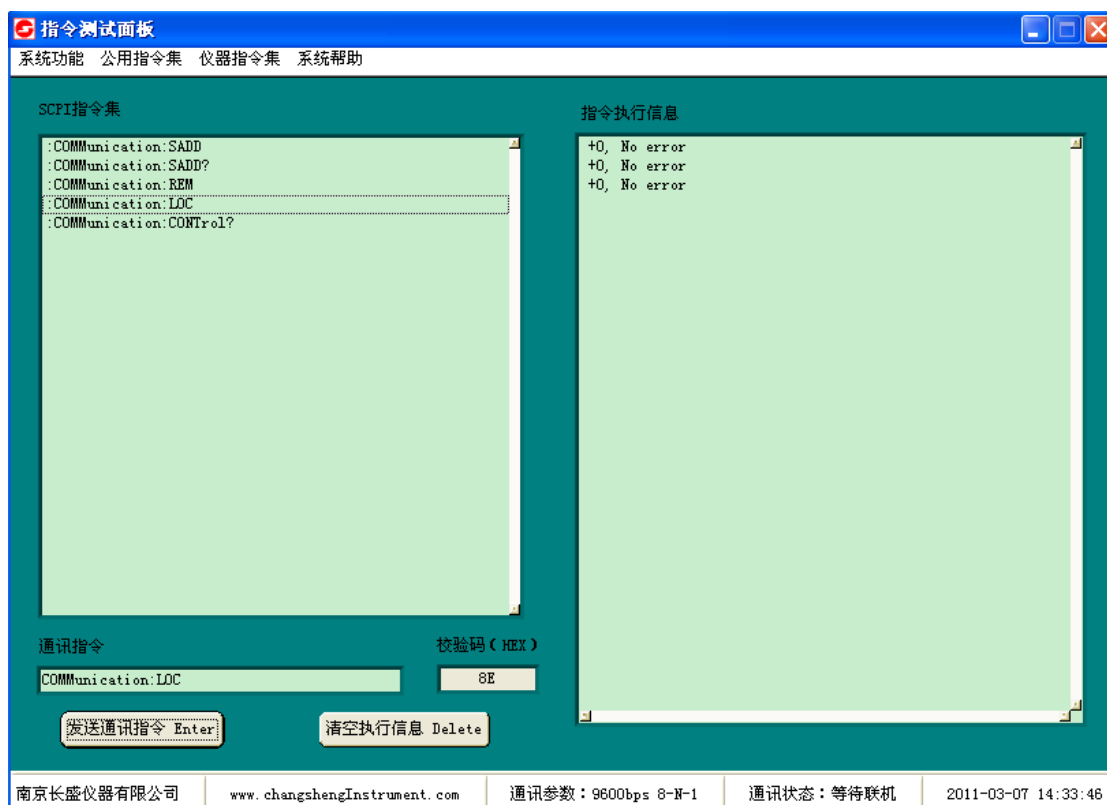 指令测试面板
系统功能 公用指令集 仪器指令集 系统帮助
SCPI指令集
:COMMunication:SADD
:COMMunication:SADD?
:COMMunication:REM
:COMMunication:LOC
:COMMunication:CONTrol?
指令执行信息
+0, No error
+0, No error
+0, No error
通讯指令
校验码(HEX)
COMMunication:LOC
8E
发送通讯指令 Enter
清空执行信息 Delete
南京长盛仪器有限公司
www.changshengInstrument.com
通讯参数：9600bps 8-N-1
通讯状态：等待联机
2011-03-07 14:33:46